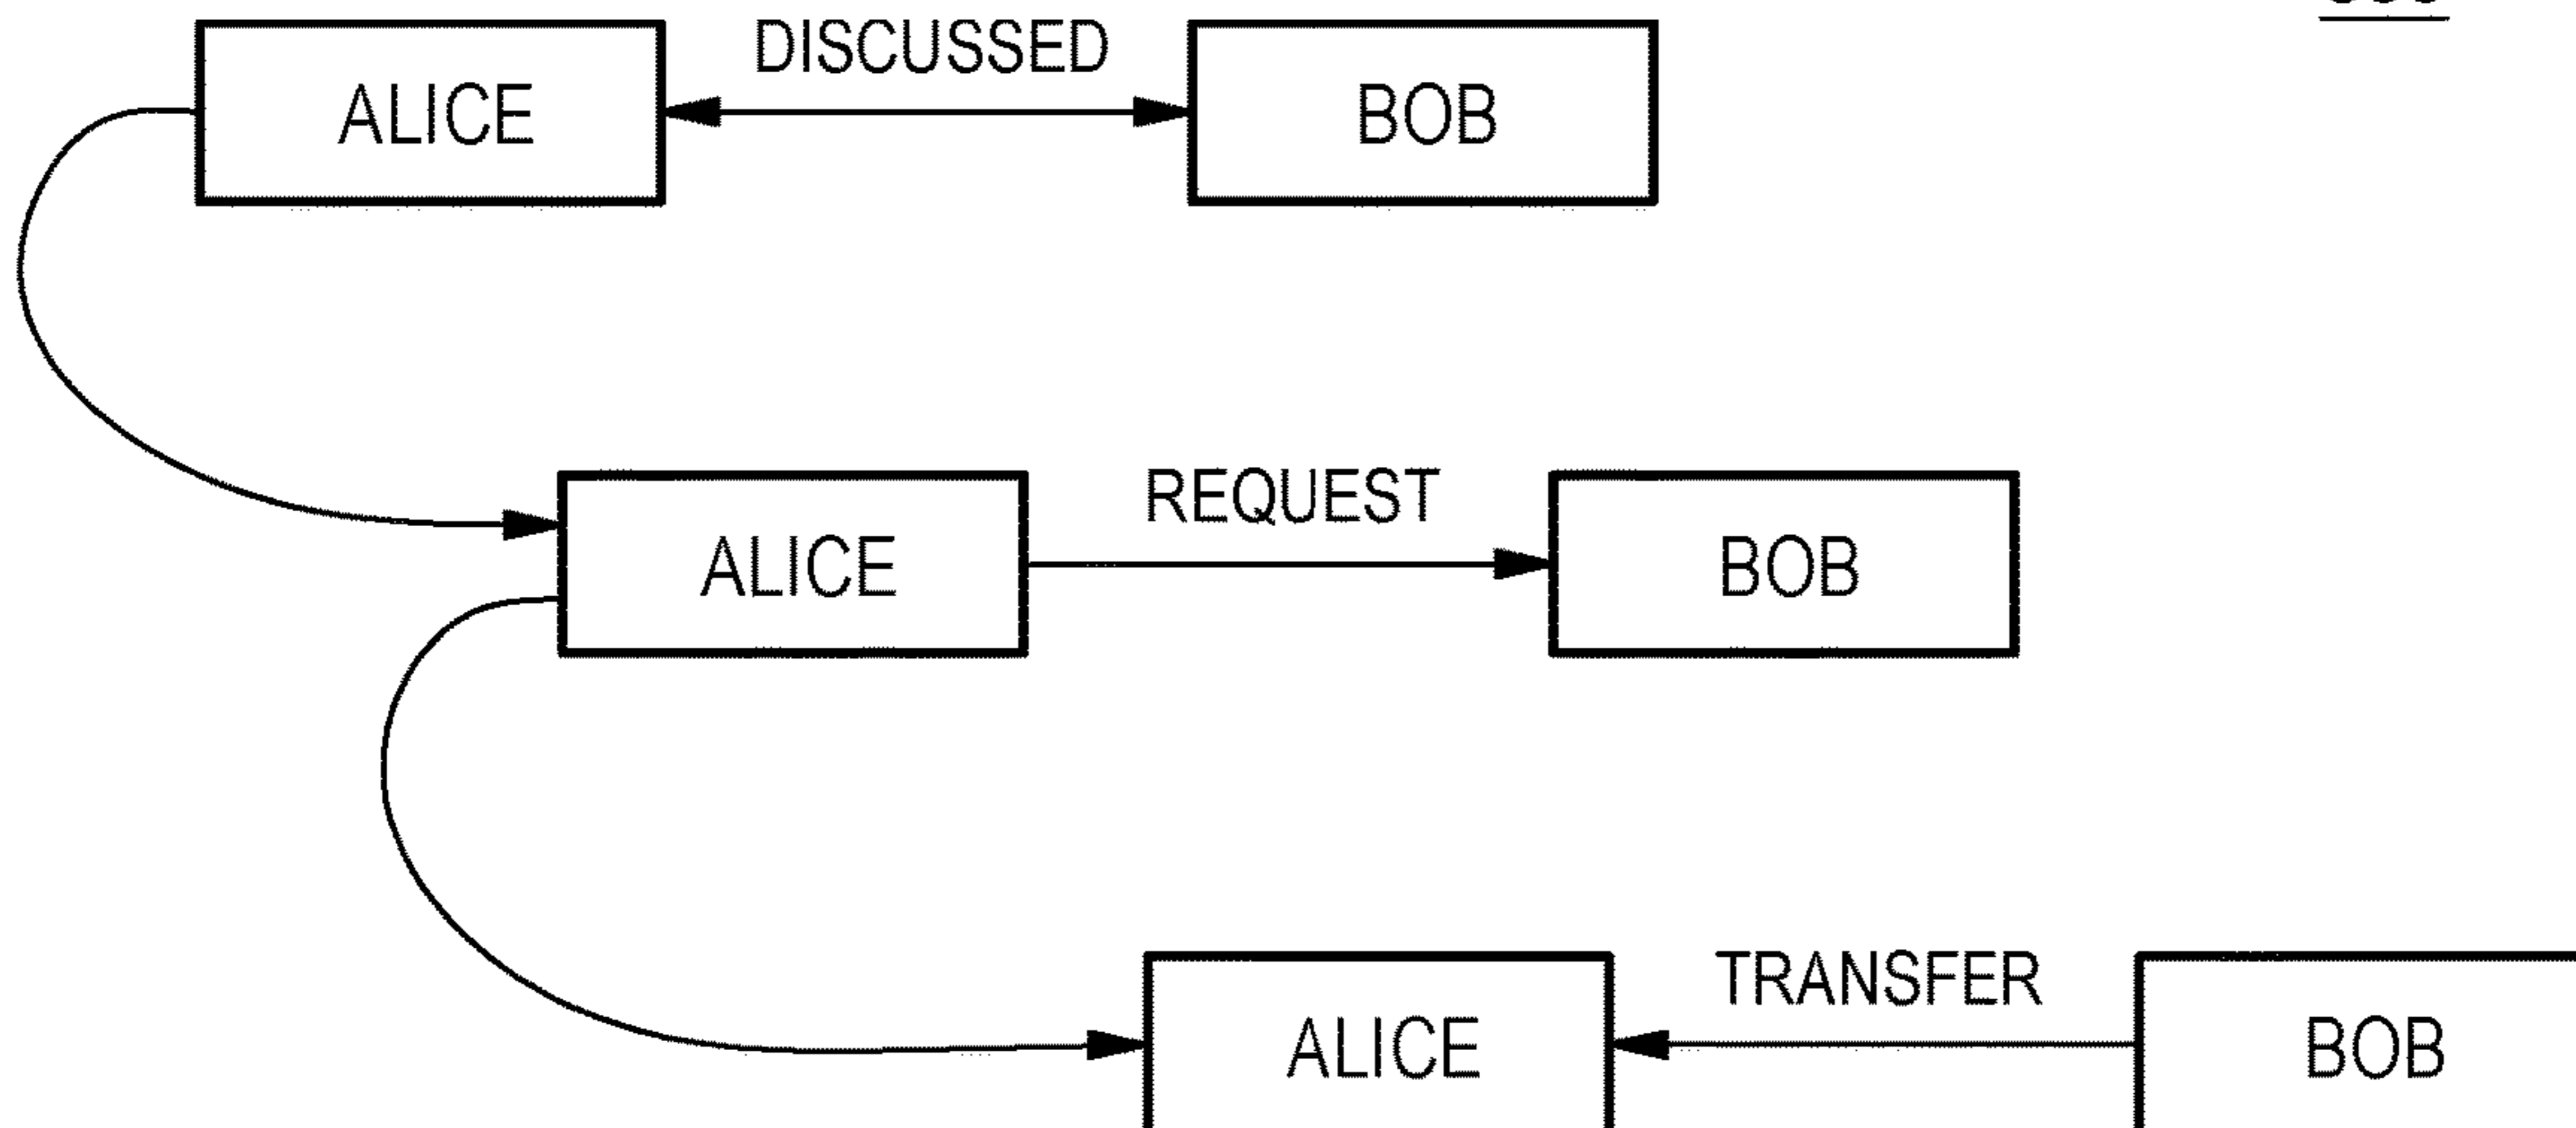 DISCUSSED
ALICE
BOB
REQUEST
ALICE
BOB
TRANSFER
ALICE
BOB